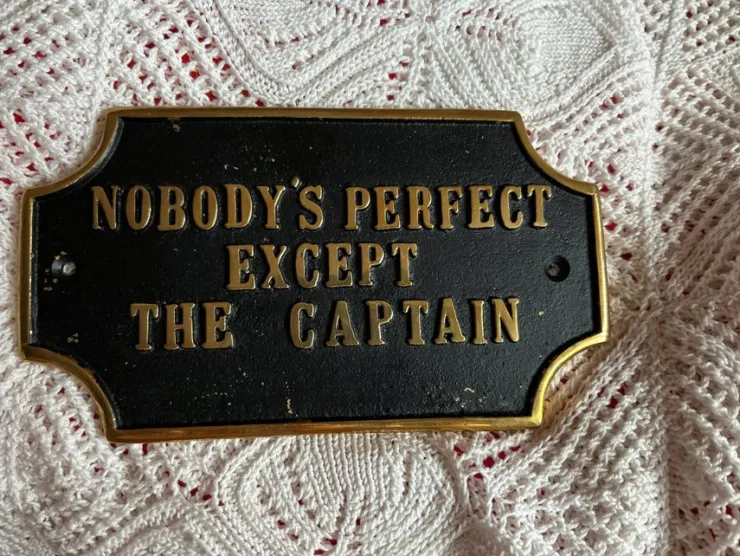 NOBODY'S PERFECT
EXCEPT
THE CAPTAIN